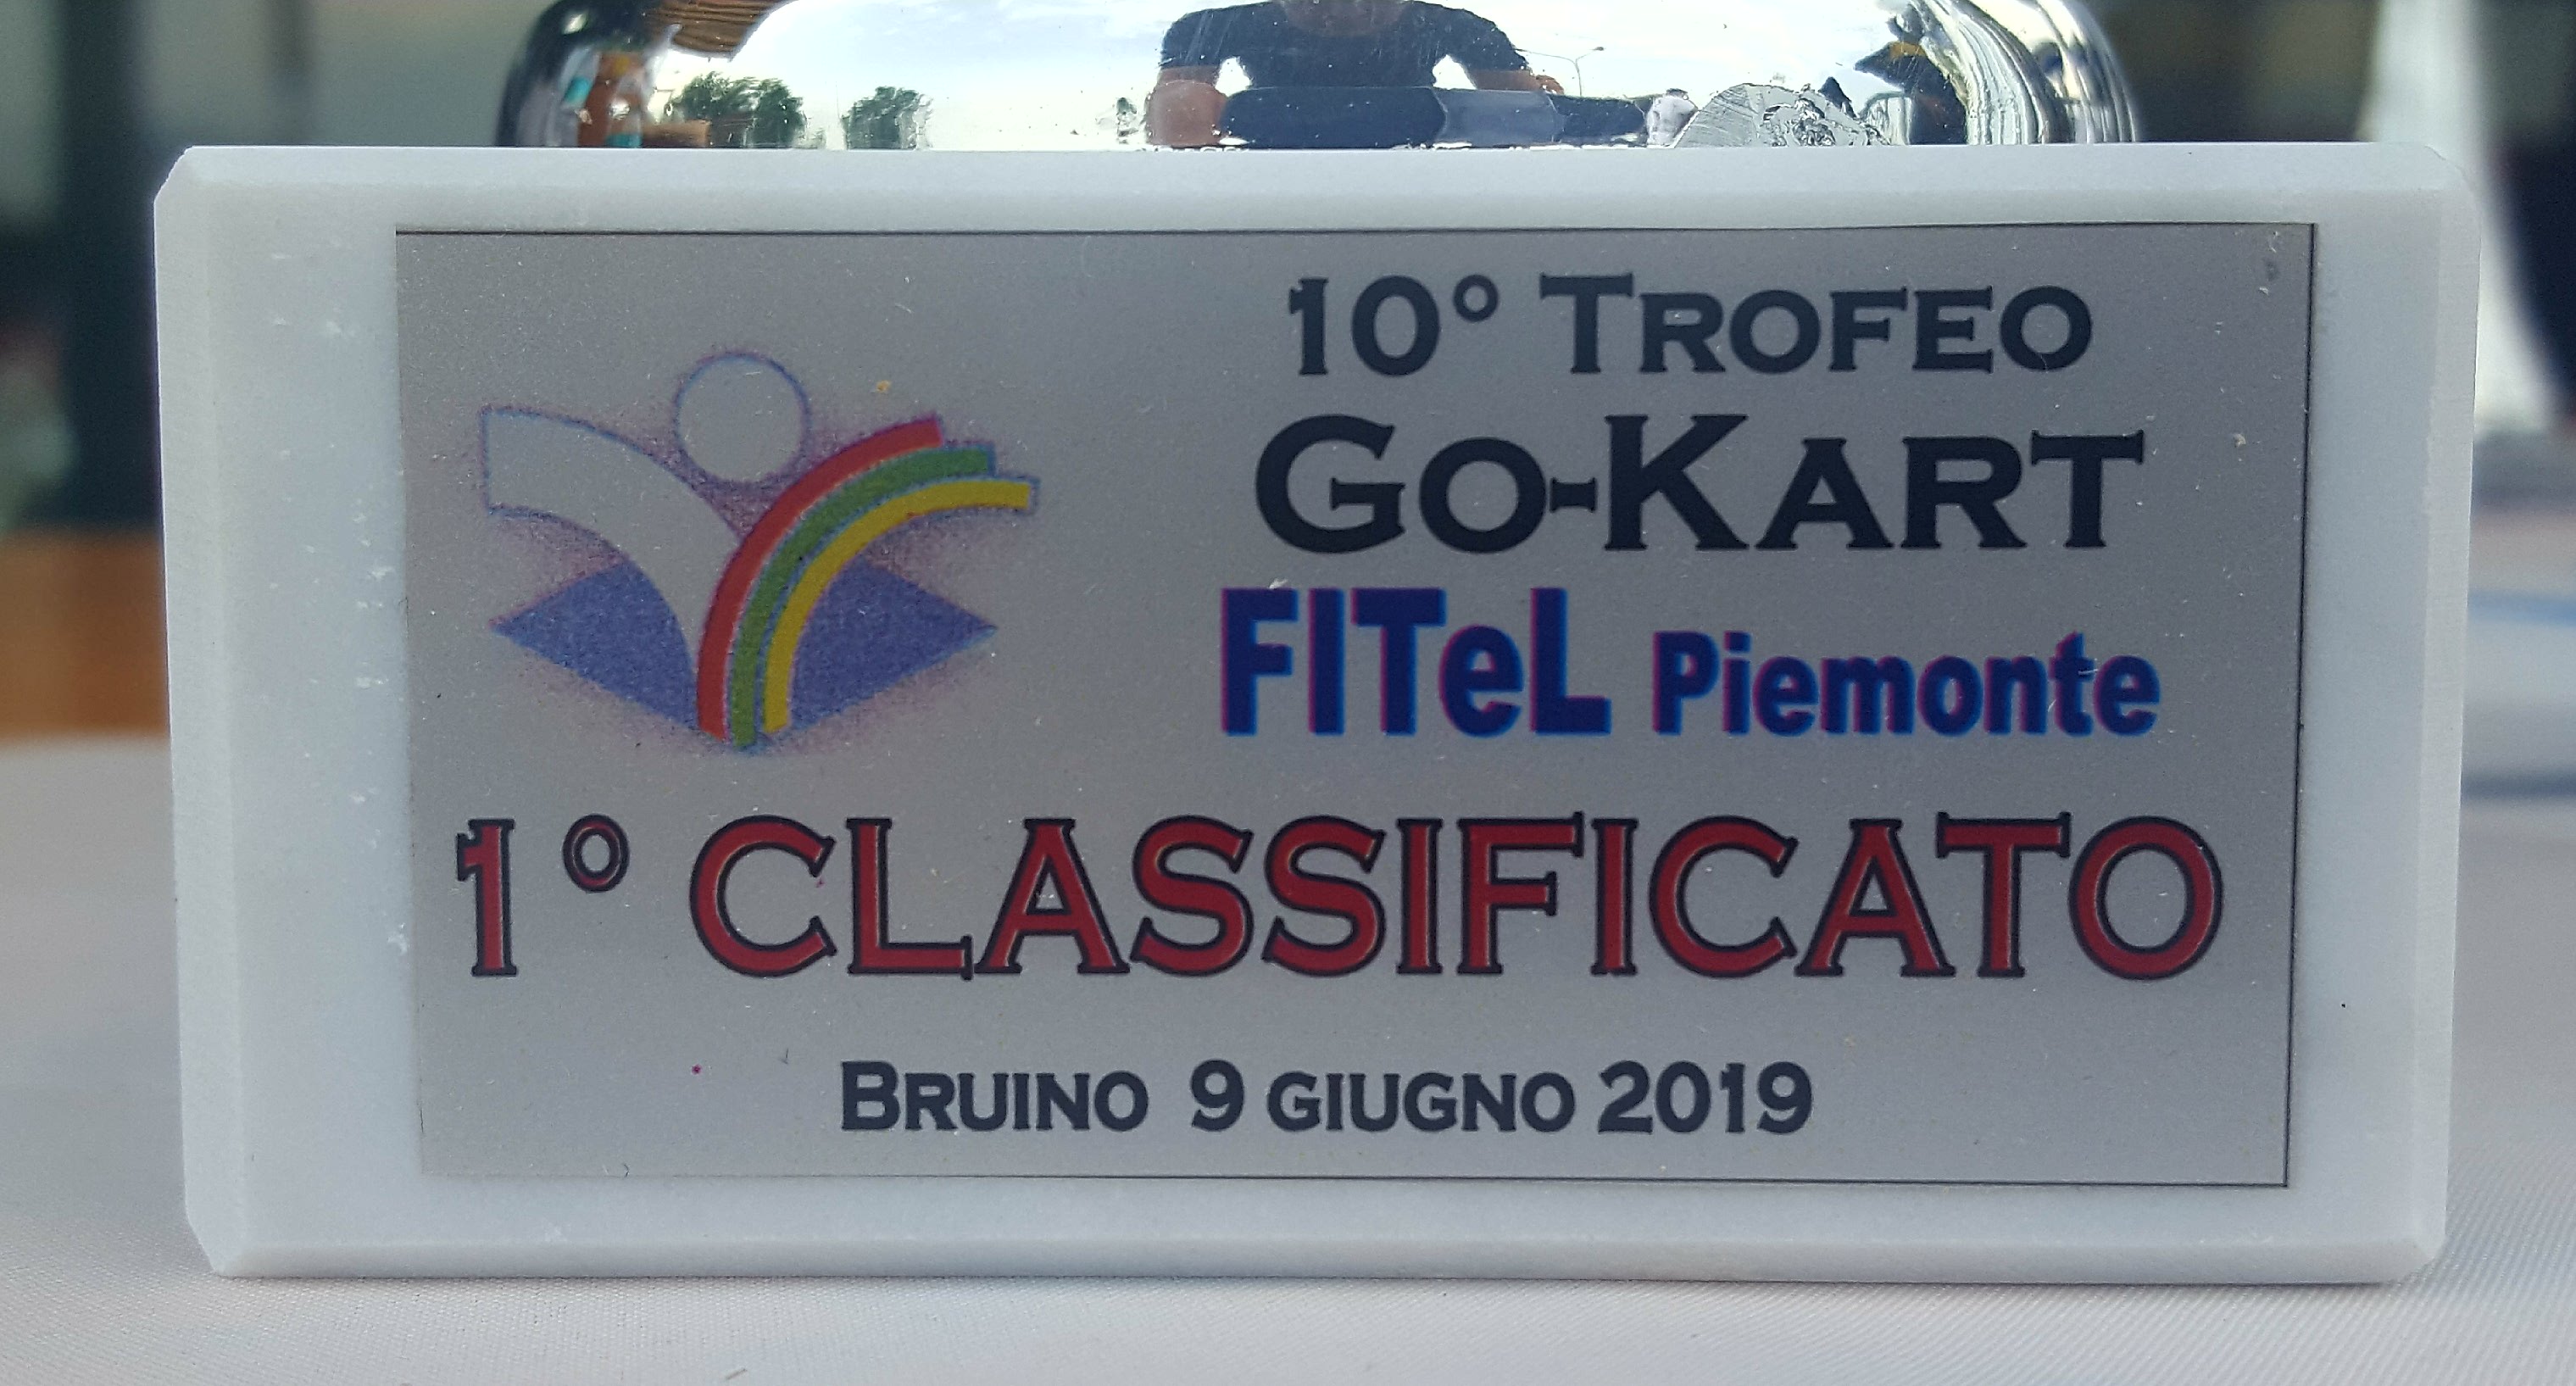 10° TROFEO
GO-KART
FITeL Piemonte
1° CLASSIFICATO
BRUINO 9 GIUGNO 2019